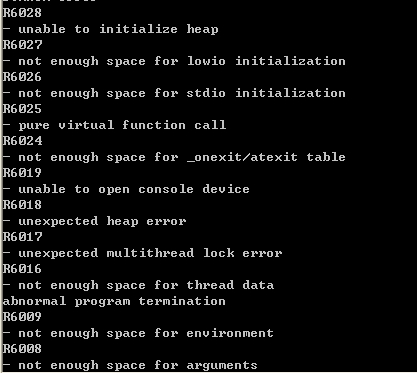 R6028
- unable to initialize heap
R6027
- not enough space for lowio initialization
R6026
- not enough space for stdio initialization
R6025
- pure virtual function call
R6024
- not enough space for _onexit/atexit table
R6019
- unable to open console device
R6018
- unexpected heap error
R6017
- unexpected multithread lock error
R6016
- not enough space for thread data
abnormal program termination
R6009
- not enough space for environment
R6008
- not enough space for arguments